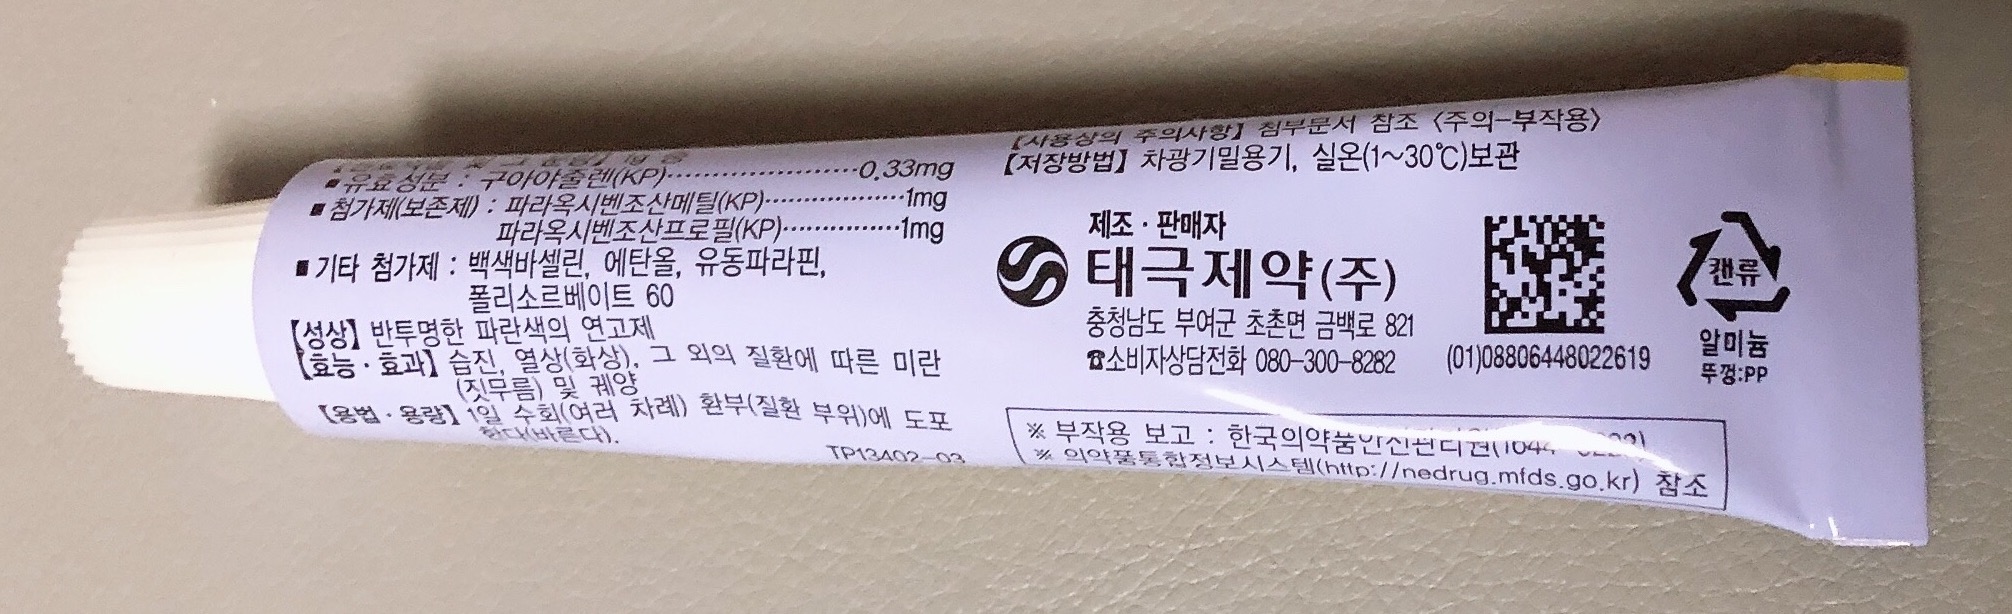 ■ 유효성분 : 구아야줄렌(KP)························0.33mg
■ 첨가제(보존제) : 파라옥시벤조산메틸(KP)···················1mg
파라옥시벤조산프로필(KP)················1mg
■ 기타 첨가제 : 백색바셀린, 에탄올, 유동파라핀,
폴리소르베이트 60
【성상】 반투명한 파란색의 연고제
【효능·효과】 습진, 열상(화상), 그 외의 질환에 따른 미란
(짓무름) 및 궤양
【용법·용량】 1일 수회(여러 차례) 환부(질환 부위)에 도포
한다(바른다).
TP13402-03
【사용상의 주의사항】 첨부문서 참조 〈주의-부작용〉
【저장방법】 차광기밀용기, 실온(1~30℃)보관
제조·판매자
태극제약(주)
충청남도 부여군 초촌면 금백로 821
☎소비자상담전화 080-300-8282
(01)08806448022619
캔류
알미늄
뚜껑:PP
※ 부작용 보고 : 한국의약품안전관리원
※ 의약품통합정보시스템(http://nedrug.mfds.go.kr) 참조